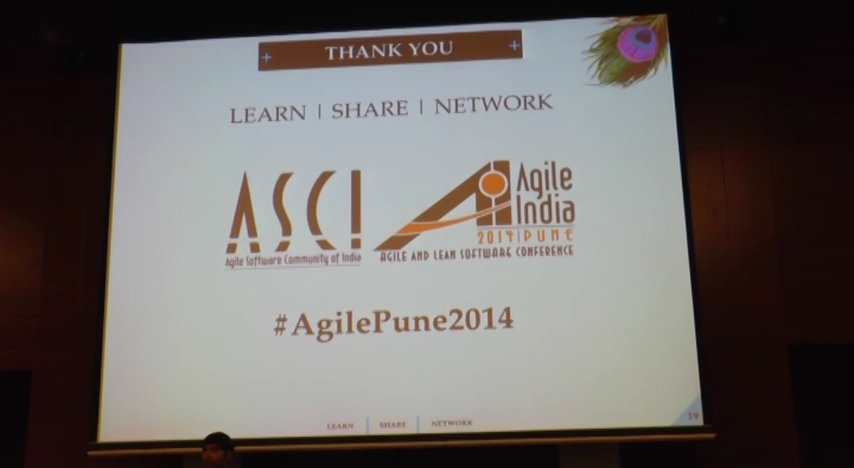 THANK YOU
LEARN | SHARE | NETWORK
ASCI
Agile Software Community of India
Agile
India
2014 | PUNE
AGILE AND LEAN SOFTWARE CONFERENCE
#AgilePune2014
LEARN | SHARE | NETWORK
19